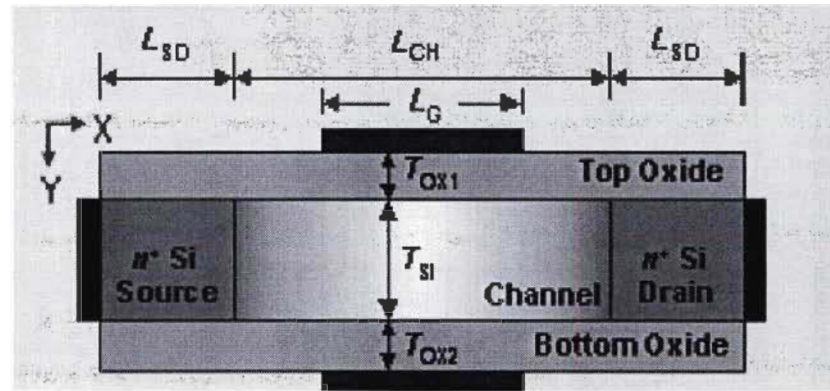 L_SD L_CH L_SD
L_G
X
Y
T_OX1 Top Oxide
n+ Si Source
T_SI
Channel
n+ Si Drain
T_OX2 Bottom Oxide